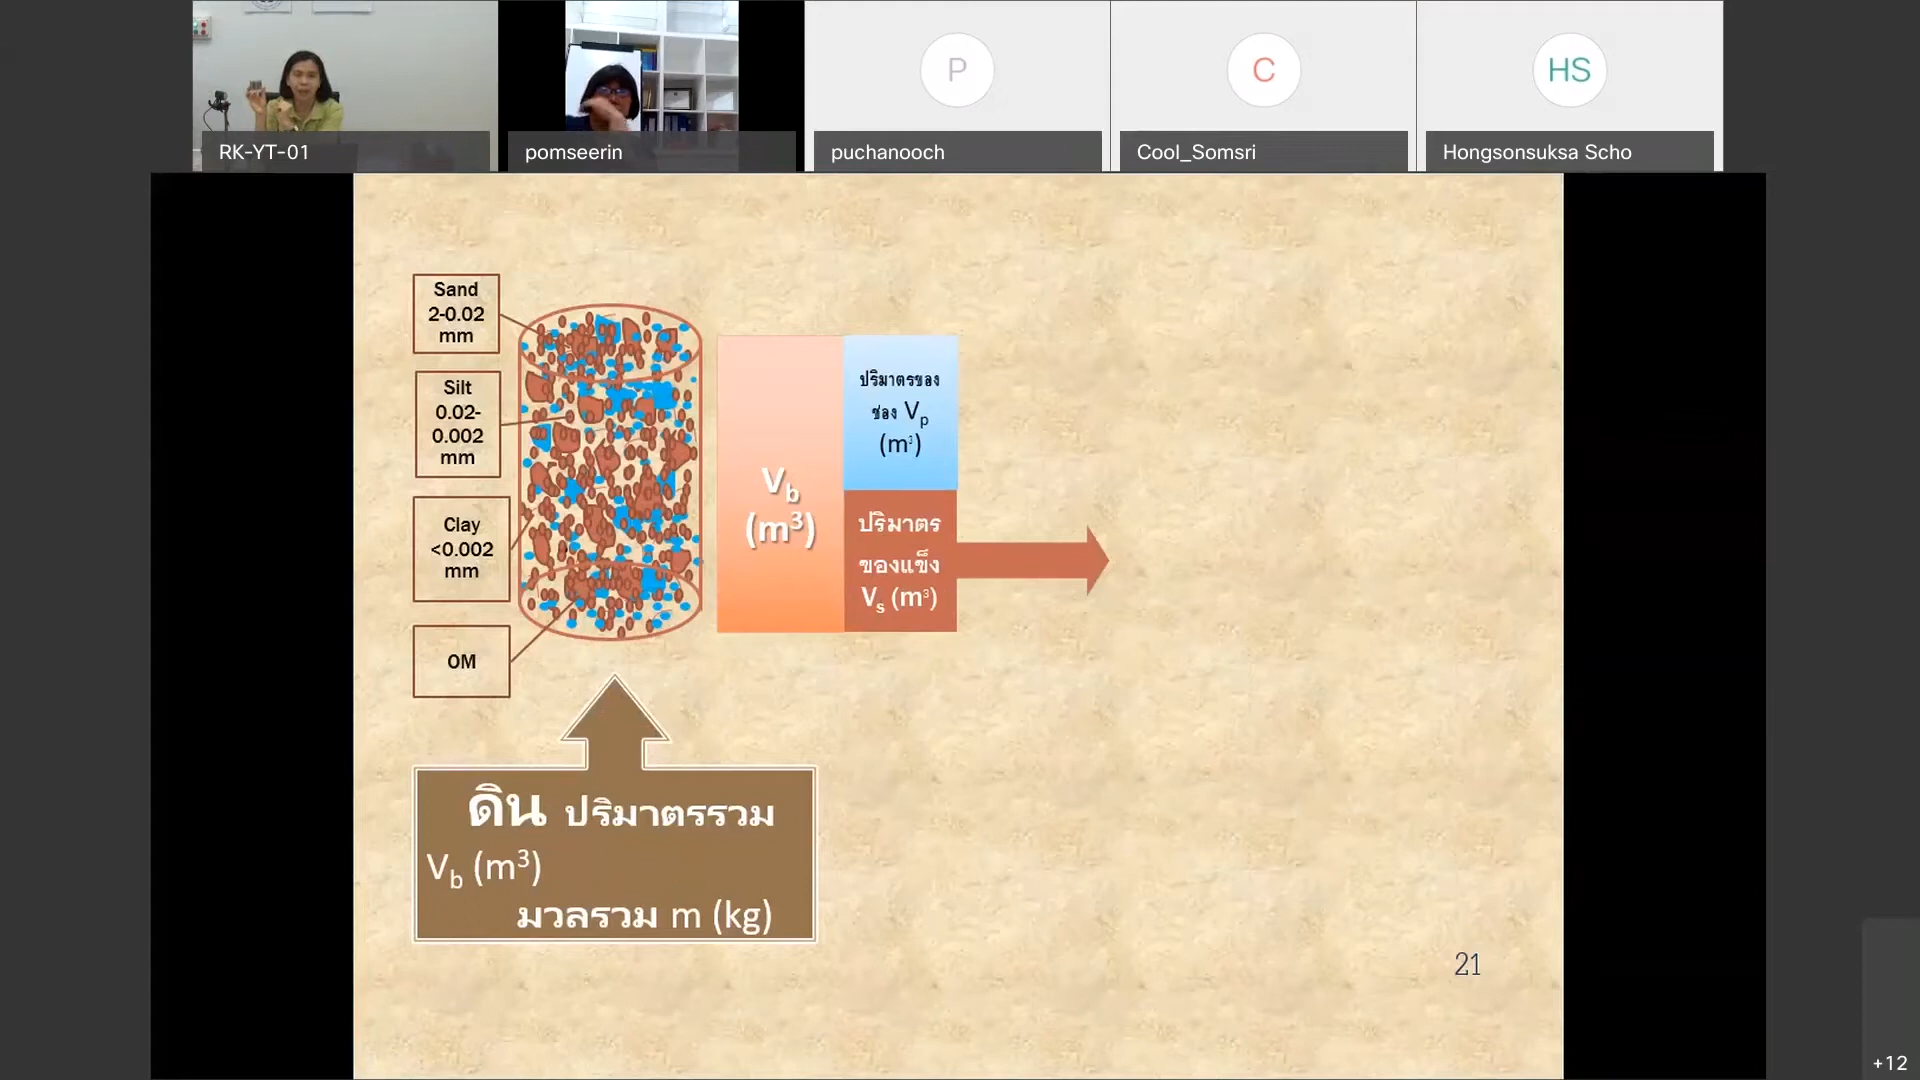 P
C
HS
RK-YT-01
pomseerin
puchanooch
Cool_Somsri
Hongsonsuksa Scho
Sand
2-0.02
mm
Silt
0.02-
0.002
mm
Clay
<0.002
mm
OM
Vb
(m³)
ปริมาตรของ
ช่อง Vp
(m³)
ปริมาตร
ของแข็ง
Vs (m³)
ดิน ปริมาตรรวม
Vb (m³)
มวลรวม m (kg)
21
+12